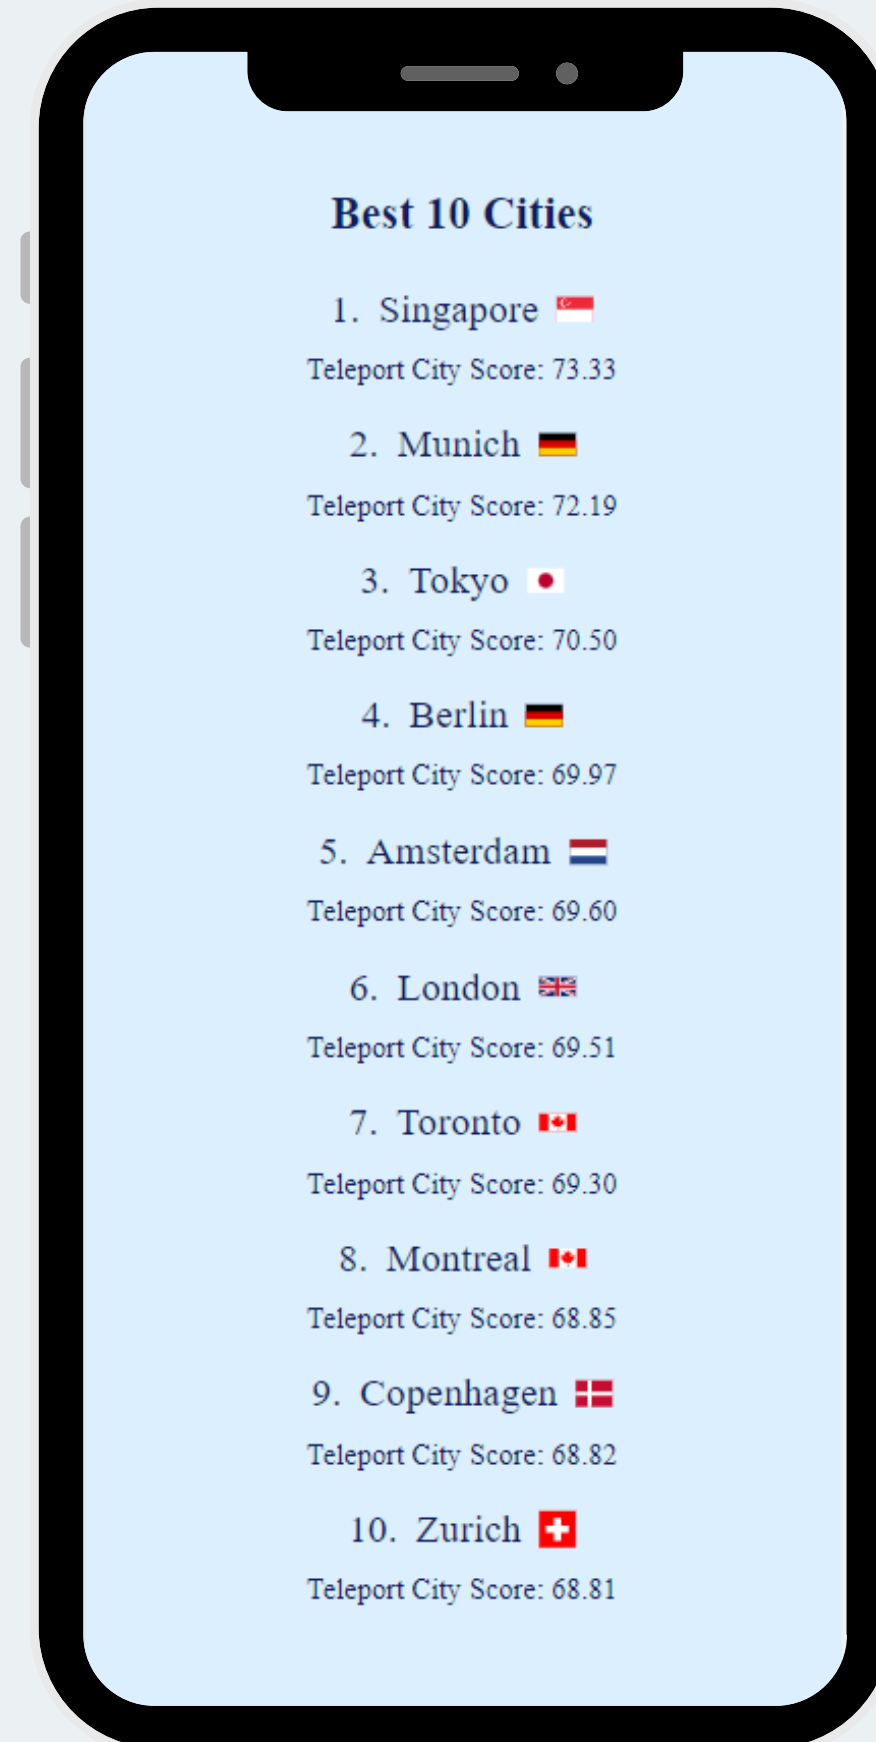 Best 10 Cities
1. Singapore
Teleport City Score: 73.33
2. Munich
Teleport City Score: 72.19
3. Tokyo
Teleport City Score: 70.50
4. Berlin
Teleport City Score: 69.97
5. Amsterdam
Teleport City Score: 69.60
6. London
Teleport City Score: 69.51
7. Toronto
Teleport City Score: 69.30
8. Montreal
Teleport City Score: 68.85
9. Copenhagen
Teleport City Score: 68.82
10. Zurich
Teleport City Score: 68.81